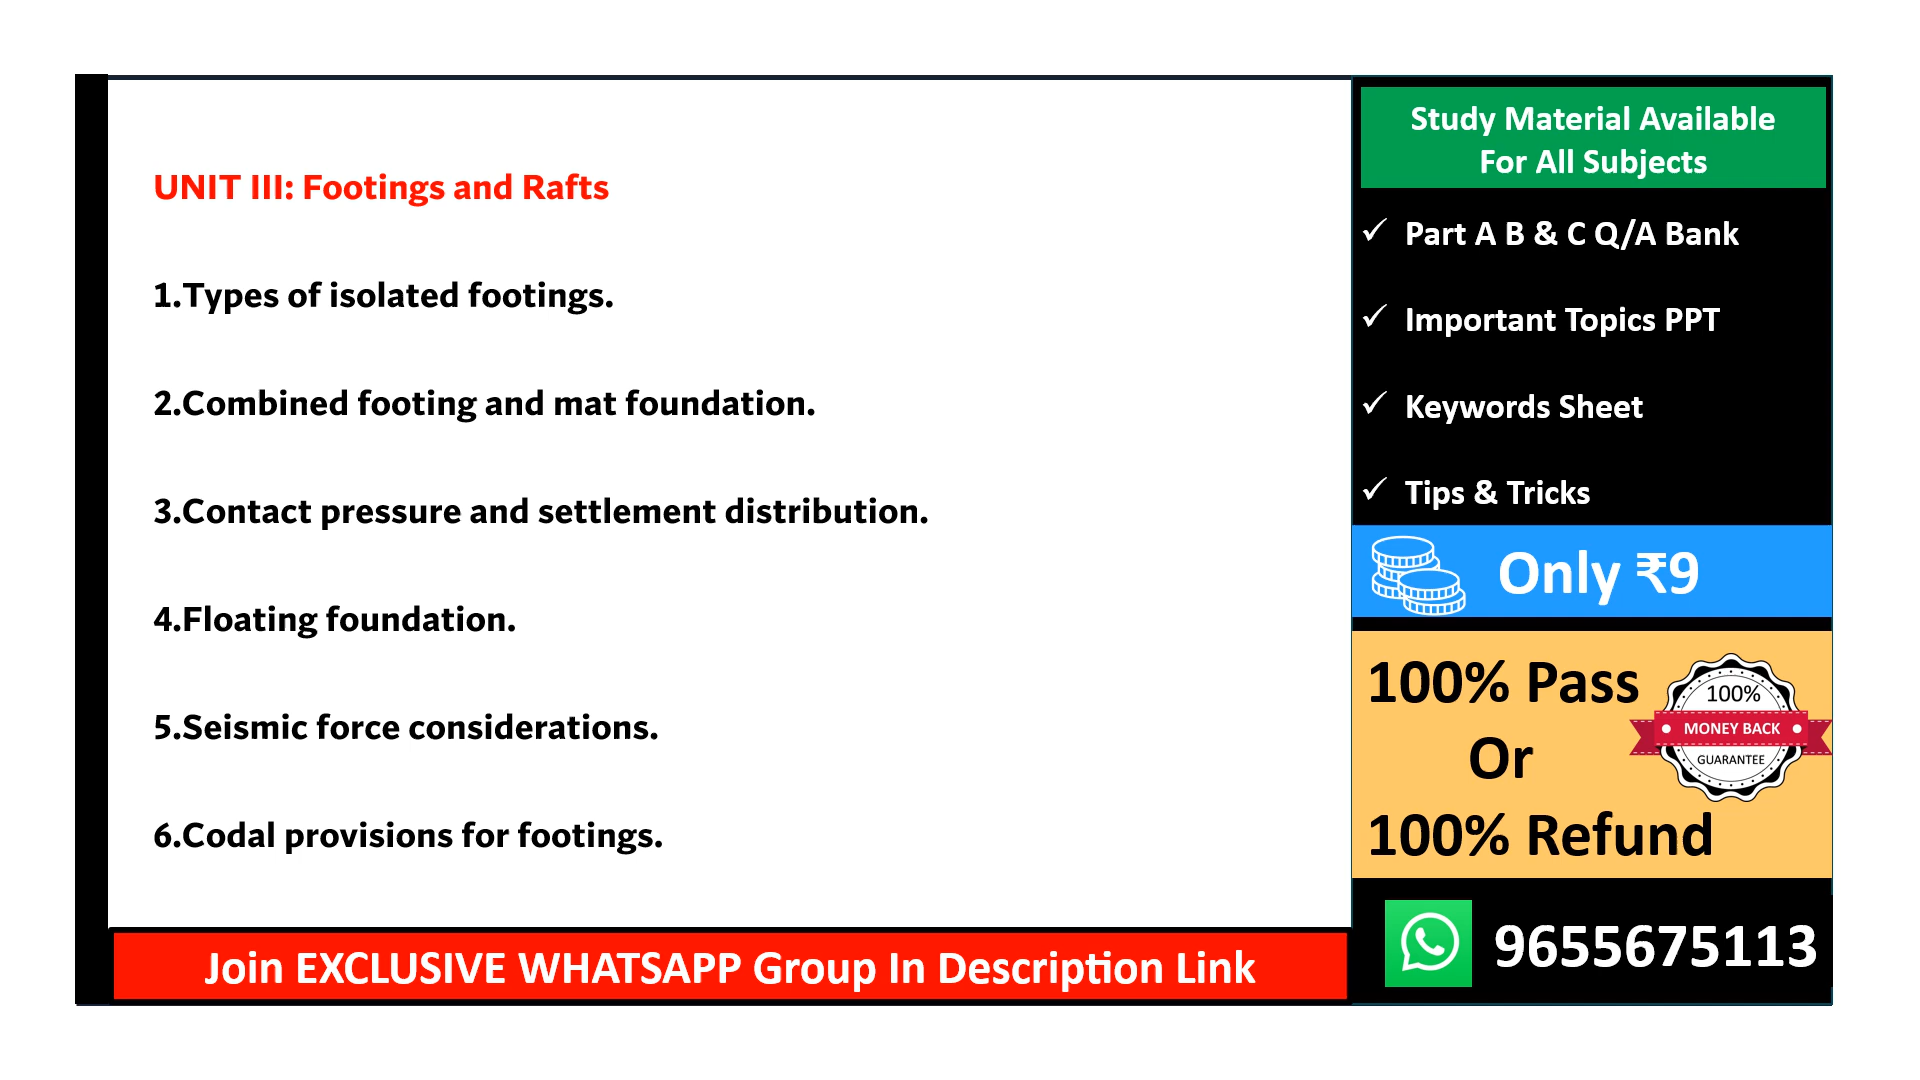 UNIT III: Footings and Rafts
1.Types of isolated footings.
2.Combined footing and mat foundation.
3.Contact pressure and settlement distribution.
4.Floating foundation.
5.Seismic force considerations.
6.Codal provisions for footings.
Join EXCLUSIVE WHATSAPP Group In Description Link
Study Material Available
For All Subjects
✓ Part A B & C Q/A Bank
✓ Important Topics PPT
✓ Keywords Sheet
✓ Tips & Tricks
Only ₹9
100% Pass
Or
100% Refund
100%
MONEY BACK
GUARANTEE
9655675113